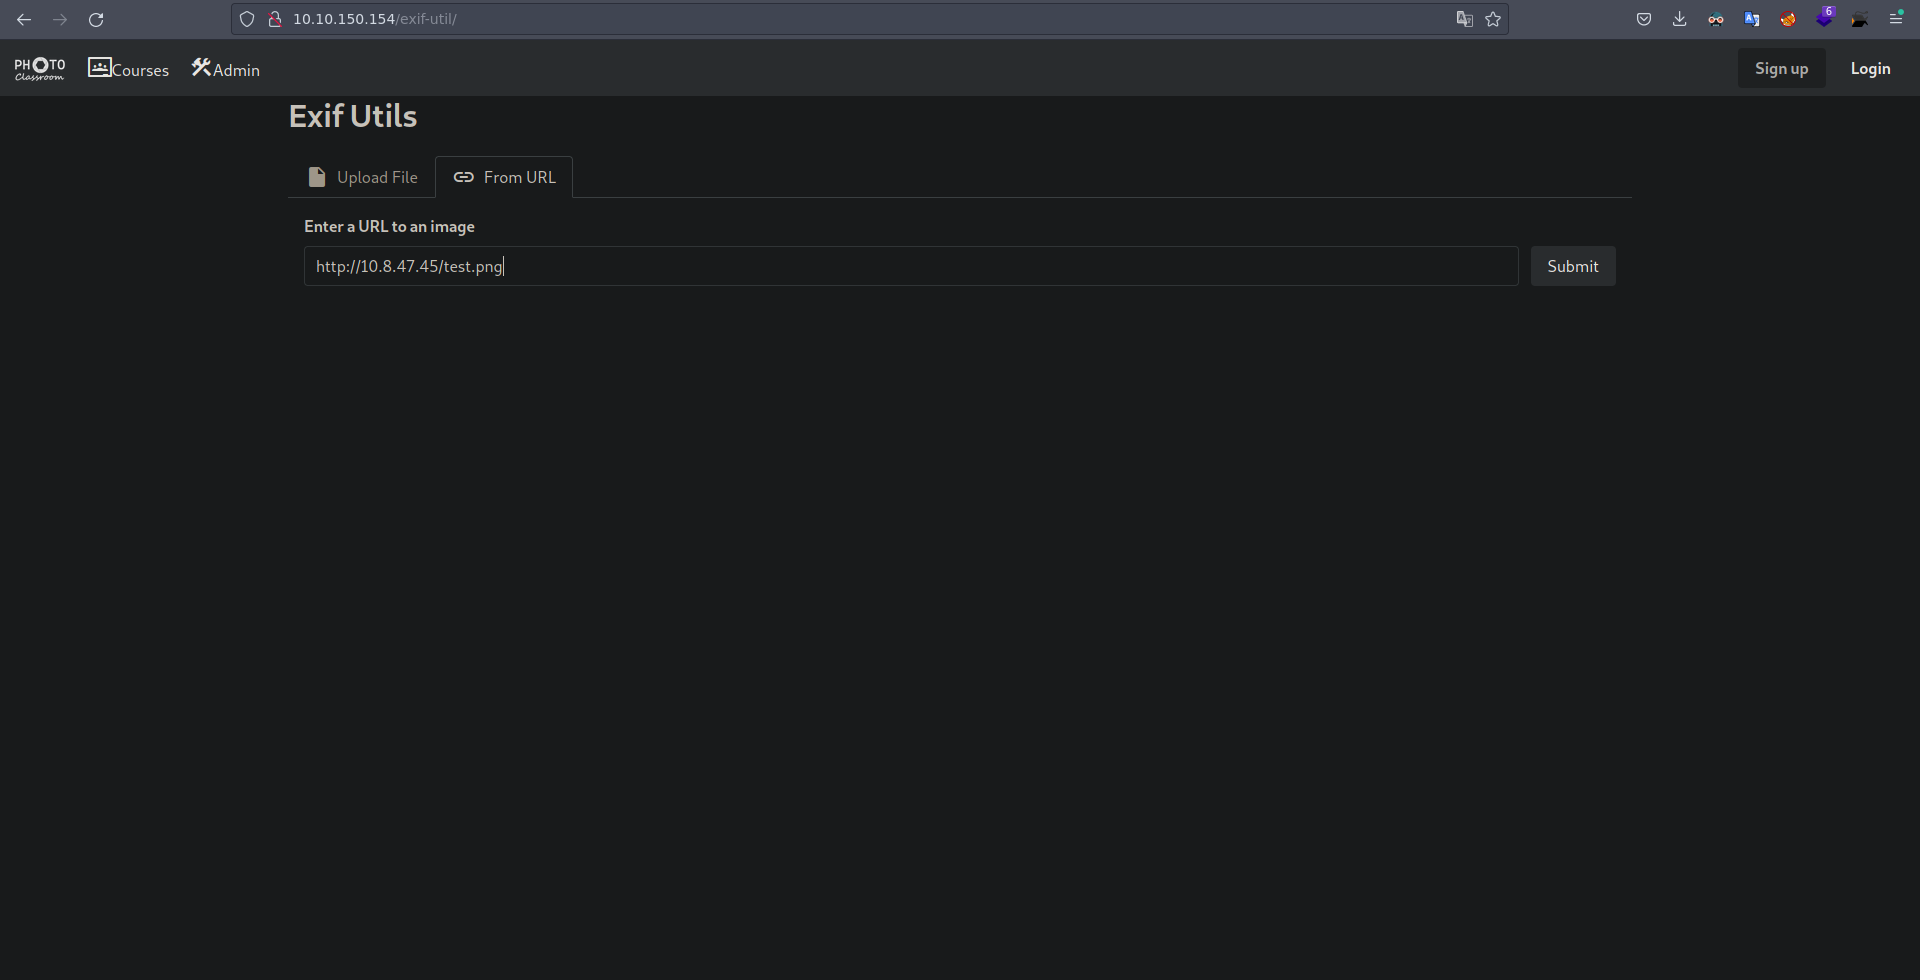 10.10.150.154/exif-util/
6
PHOTO
Classroom
Courses
Admin
Sign up
Login
Exif Utils
Upload File
From URL
Enter a URL to an image
http://10.8.47.45/test.png
Submit